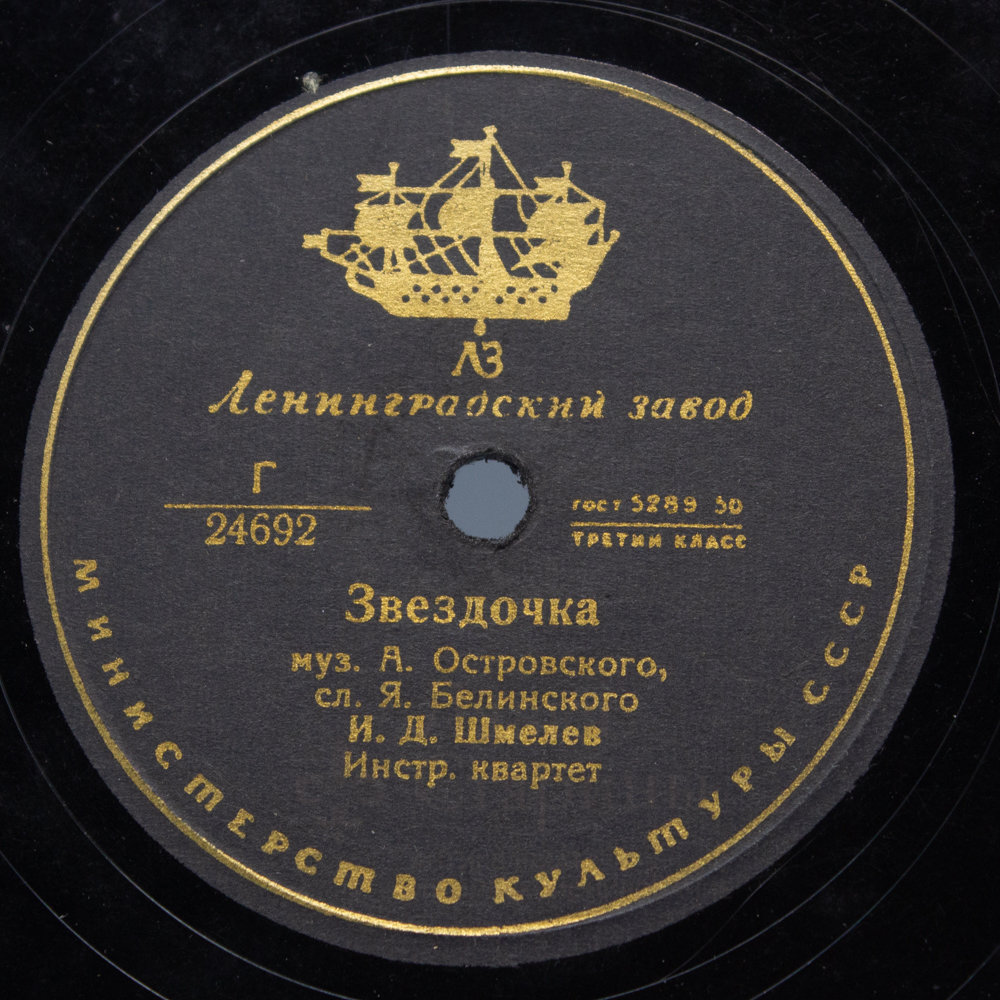 ЛЗ
Ленинградский завод
Г
24692
ГОСТ 5289 50
ТРЕТИЙ КЛАСС
Звездочка
муз. А. Островского,
сл. Я. Белинского
И. Д. Шмелев
Инстр. квартет
МИНИСТЕРСТВО КУЛЬТУРЫ СССР